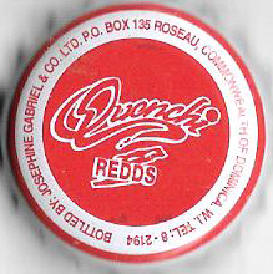 Quench
REDDS
BOTTLED BY: JOSEPHINE GABRIEL & CO. LTD. P.O. BOX 135 ROSEAU, COMMONWEALTH OF DOMINICA W.I. TEL: 8-2194